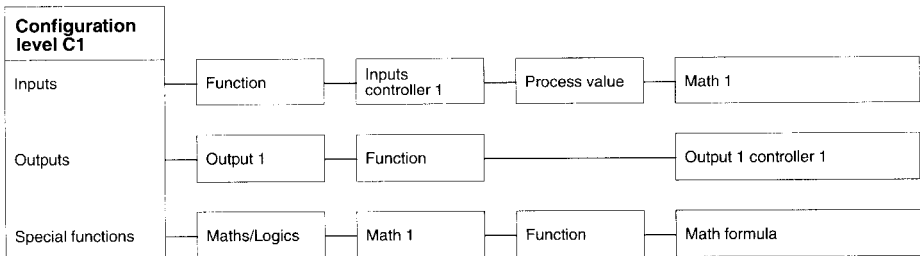 Configuration
level C1
Inputs
Function
Inputs
controller 1
Process value
Math 1
Outputs
Output 1
Function
Output 1 controller 1
Special functions
Maths/Logics
Math 1
Function
Math formula